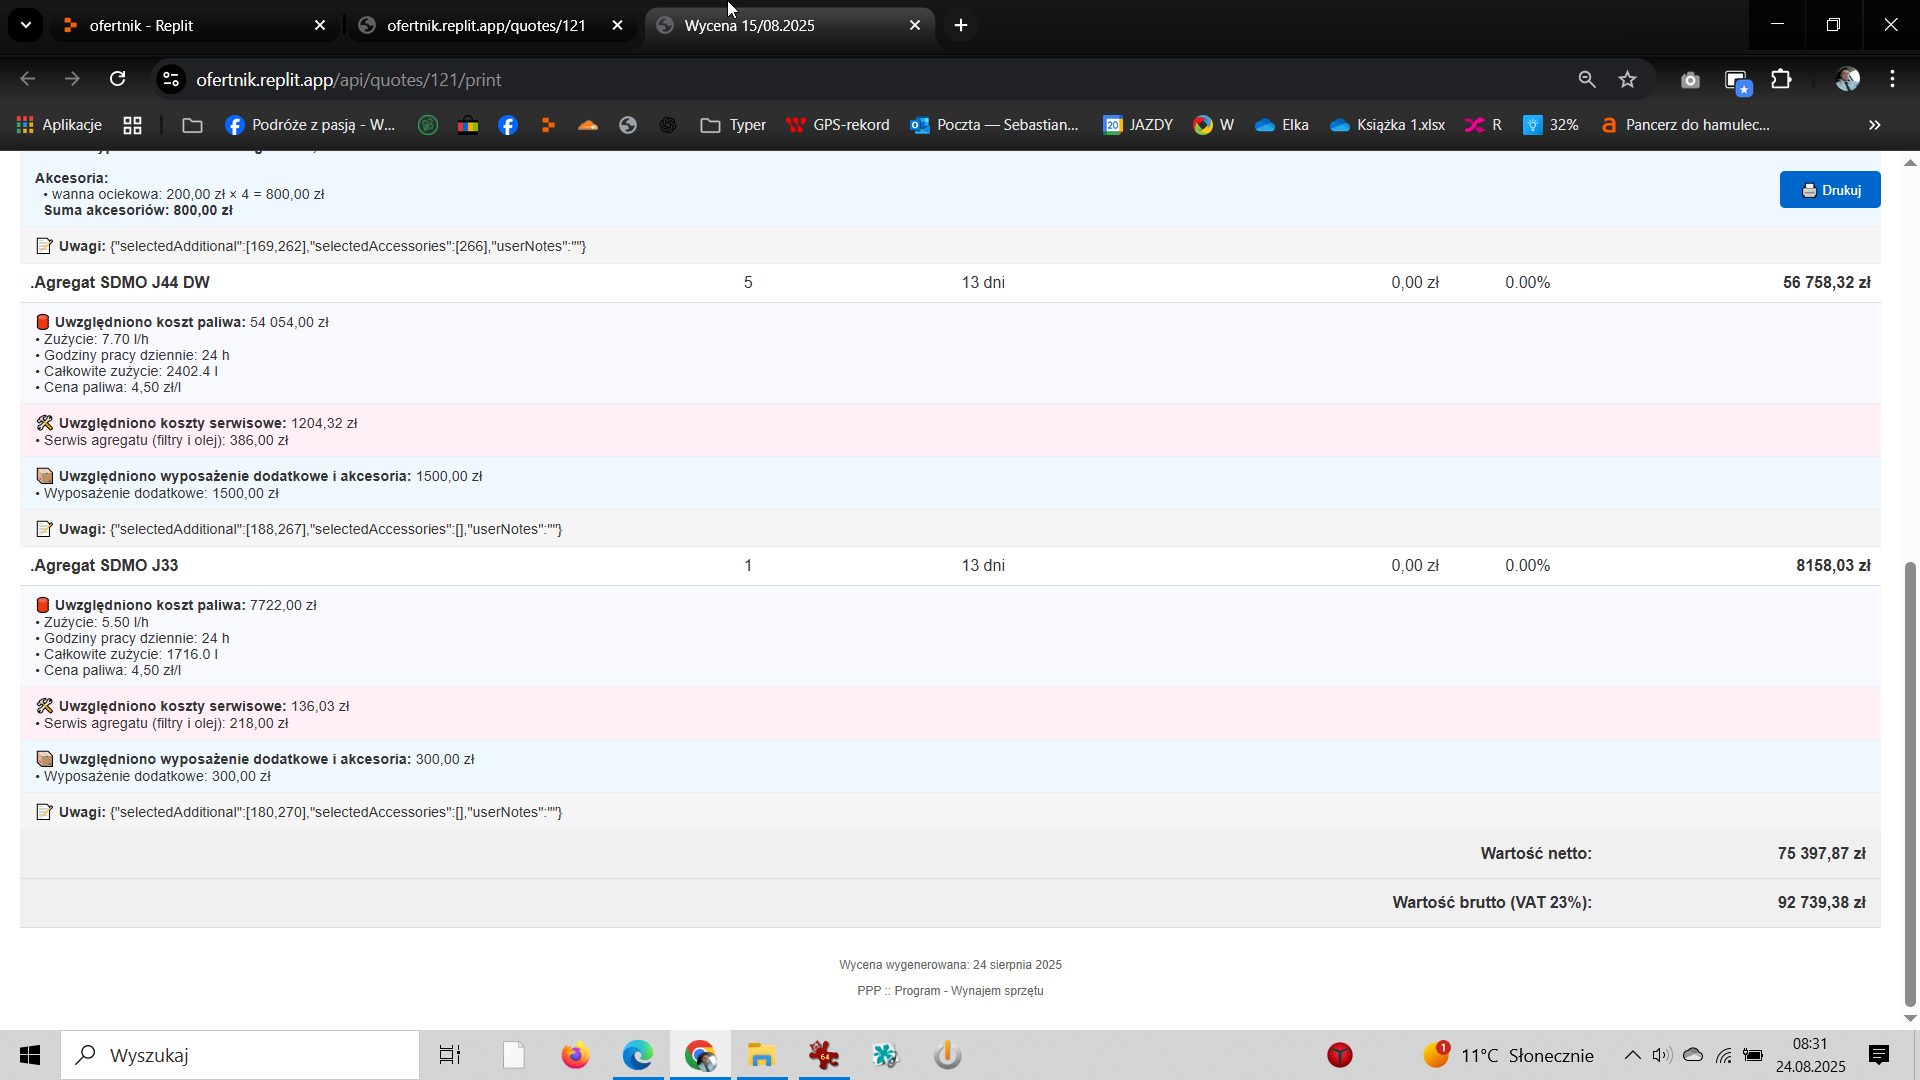 ofertnik - Replit
ofertnik.replit.app/quotes/121
Wycena 15/08.2025
ofertnik.replit.app/api/quotes/121/print
Aplikacje
Podróże z pasją - W...
Typer
GPS-rekord
Poczta — Sebastian...
20 JAZDY
W
Elka
Książka 1.xlsx
R
32%
Pancerz do hamulec...
»
Akcesoria:
• wanna ociekowa: 200,00 zł × 4 = 800,00 zł
Suma akcesoriów: 800,00 zł
Drukuj
Uwagi: {"selectedAdditional":[169,262],"selectedAccessories":[266],"userNotes":""}
.Agregat SDMO J44 DW 5 13 dni 0,00 zł 0.00% 56 758,32 zł
Uwzględniono koszt paliwa: 54 054,00 zł
• Zużycie: 7.70 l/h
• Godziny pracy dziennie: 24 h
• Całkowite zużycie: 2402.4 l
• Cena paliwa: 4,50 zł/l
Uwzględniono koszty serwisowe: 1204,32 zł
• Serwis agregatu (filtry i olej): 386,00 zł
Uwzględniono wyposażenie dodatkowe i akcesoria: 1500,00 zł
• Wyposażenie dodatkowe: 1500,00 zł
Uwagi: {"selectedAdditional":[188,267],"selectedAccessories":[],"userNotes":""}
.Agregat SDMO J33 1 13 dni 0,00 zł 0.00% 8158,03 zł
Uwzględniono koszt paliwa: 7722,00 zł
• Zużycie: 5.50 l/h
• Godziny pracy dziennie: 24 h
• Całkowite zużycie: 1716.0 l
• Cena paliwa: 4,50 zł/l
Uwzględniono koszty serwisowe: 136,03 zł
• Serwis agregatu (filtry i olej): 218,00 zł
Uwzględniono wyposażenie dodatkowe i akcesoria: 300,00 zł
• Wyposażenie dodatkowe: 300,00 zł
Uwagi: {"selectedAdditional":[180,270],"selectedAccessories":[],"userNotes":""}
Wartość netto: 75 397,87 zł
Wartość brutto (VAT 23%): 92 739,38 zł
Wycena wygenerowana: 24 sierpnia 2025
PPP :: Program - Wynajem sprzętu
Wyszukaj
64
1
11°C Słonecznie
08:31
24.08.2025